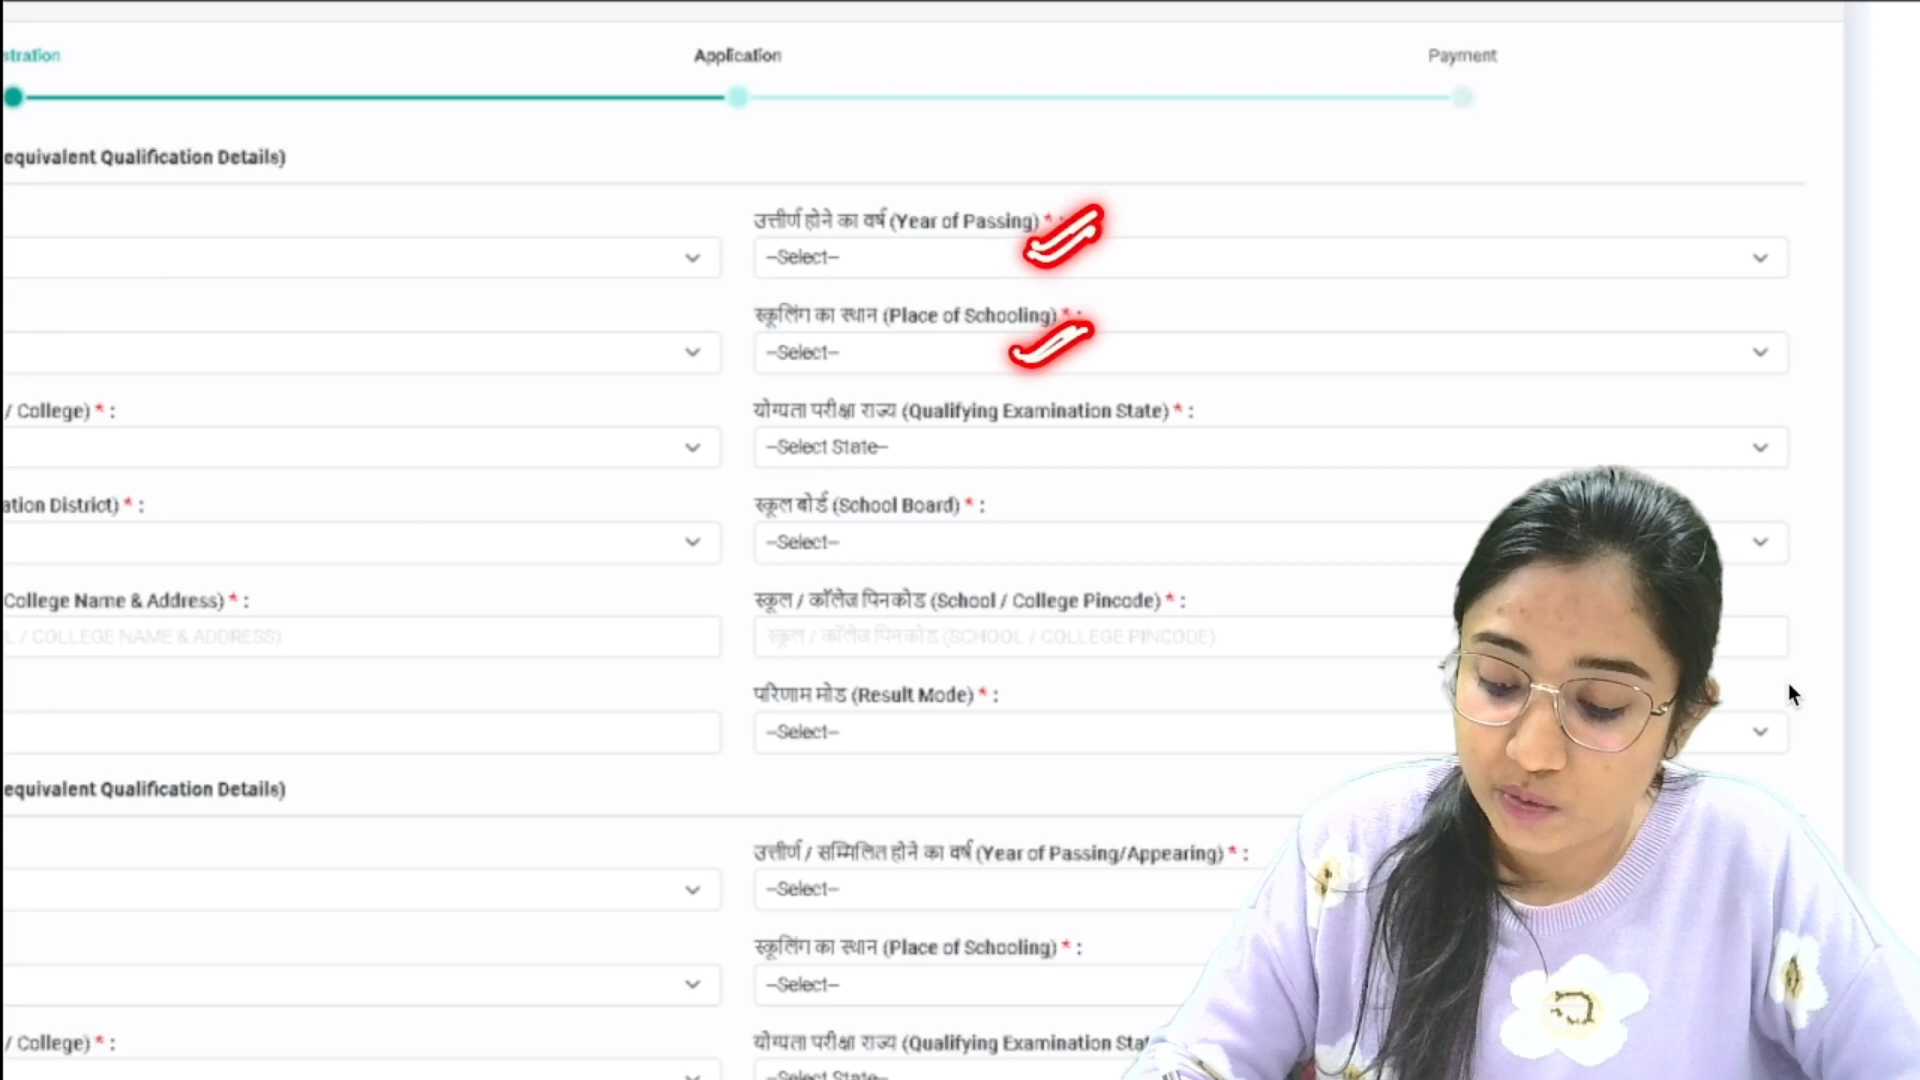 stration
Application
Payment
equivalent Qualification Details)
उत्तीर्ण होने का वर्ष (Year of Passing) *
--Select--
स्कूलिंग का स्थान (Place of Schooling) * :
--Select--
/ College) * :
योग्यता परीक्षा राज्य (Qualifying Examination State) * :
--Select State--
ation District) * :
स्कूल बोर्ड (School Board) * :
--Select--
College Name & Address) * :
स्कूल / कॉलेज पिनकोड (School / College Pincode) * :
L / COLLEGE NAME & ADDRESS)
स्कूल / कॉलेज पिनकोड (SCHOOL / COLLEGE PINCODE)
परिणाम मोड (Result Mode) * :
--Select--
equivalent Qualification Details)
उत्तीर्ण / सम्मिलित होने का वर्ष (Year of Passing/Appearing) * :
--Select--
स्कूलिंग का स्थान (Place of Schooling) * :
--Select--
/ College) * :
योग्यता परीक्षा राज्य (Qualifying Examination Stat
--Select State--